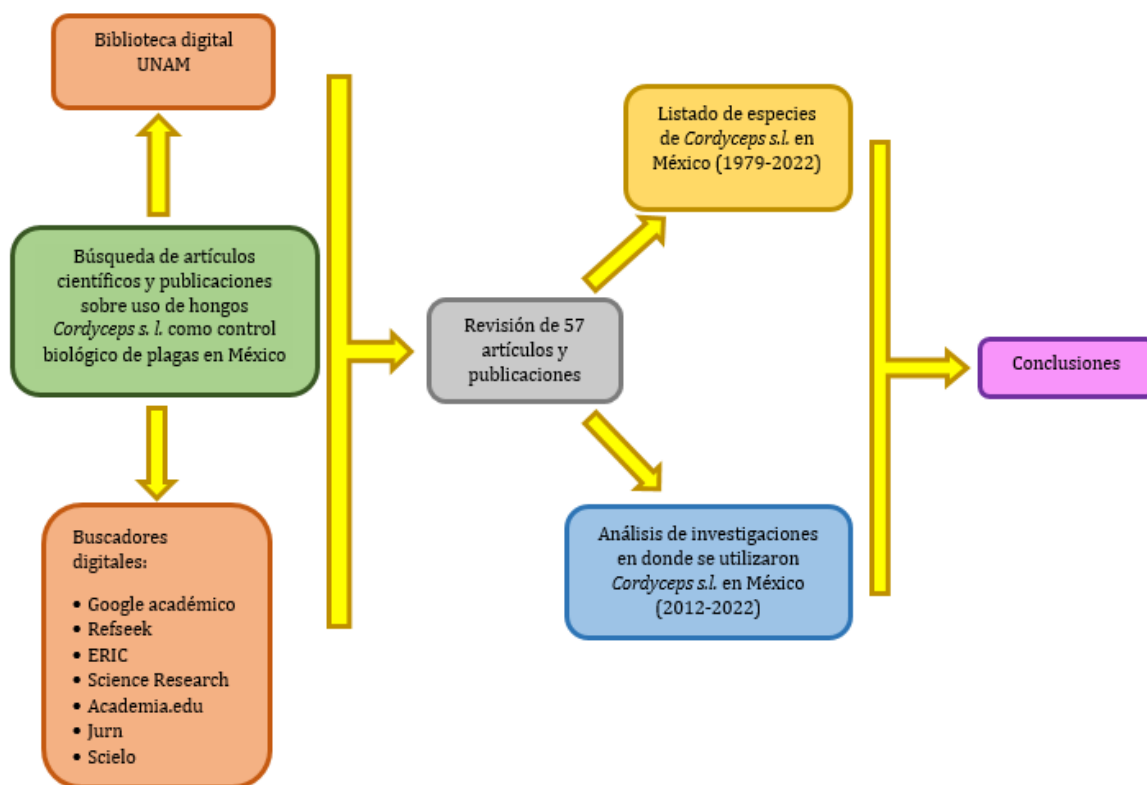 Biblioteca digital
UNAM
Búsqueda de artículos
científicos y publicaciones
sobre uso de hongos
Cordyceps s. l. como control
biológico de plagas en México
Buscadores
digitales:
• Google académico
• Refseek
• ERIC
• Science Research
• Academia.edu
• Jurn
• Scielo
Revisión de 57
artículos y
publicaciones
Listado de especies
de Cordyceps s.l. en
México (1979-2022)
Análisis de investigaciones
en donde se utilizaron
Cordyceps s.l. en México
(2012-2022)
Conclusiones